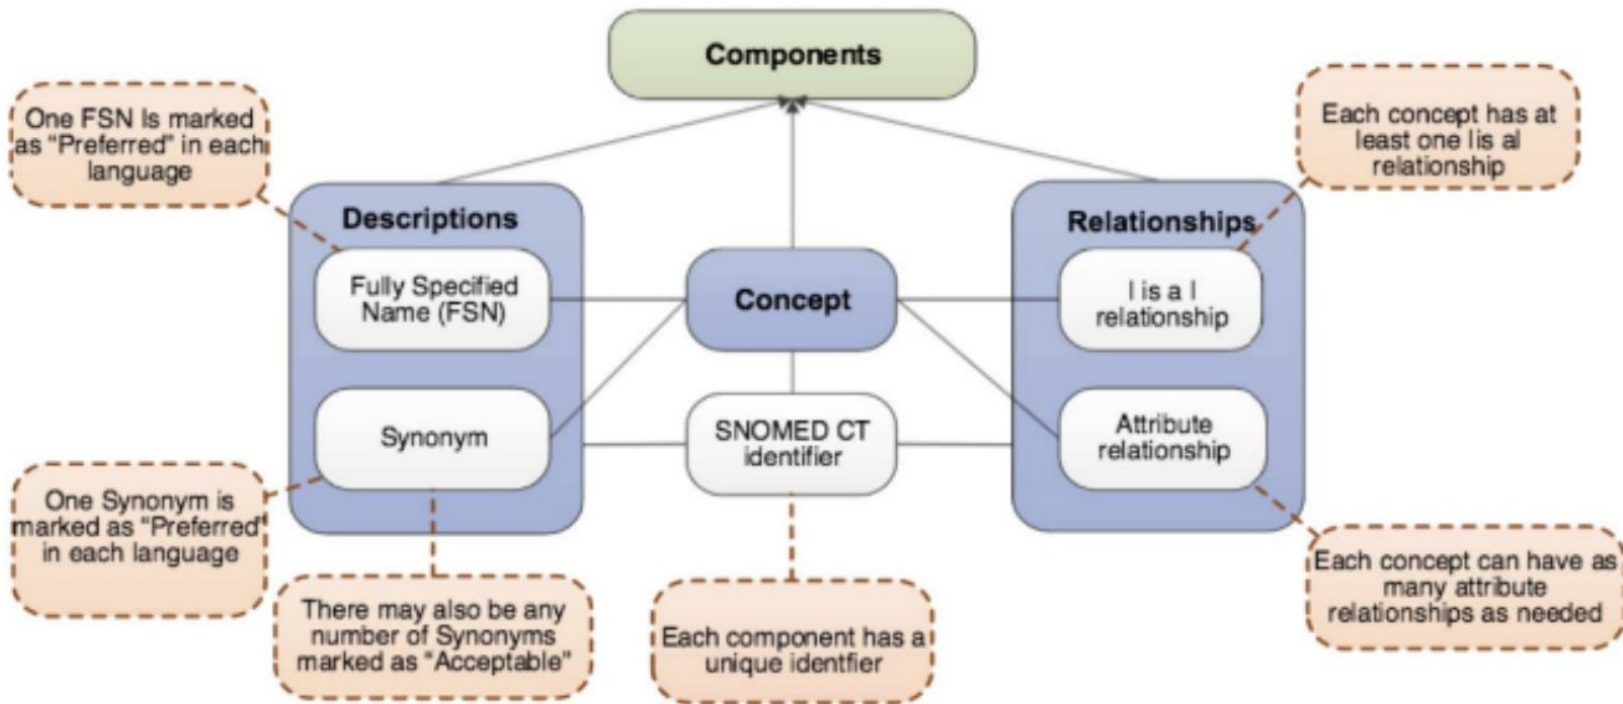 Components
One FSN Is marked
as “Preferred” in each
language
Each concept has at
least one lis al
relationship
Descriptions
Relationships
Fully Specified
Name (FSN)
Concept
I is a I
relationship
Synonym
SNOMED CT
identifier
Attribute
relationship
One Synonym is
marked as “Preferred”
in each language
There may also be any
number of Synonyms
marked as “Acceptable”
Each component has a
unique identfier
Each concept can have as
many attribute
relationships as needed